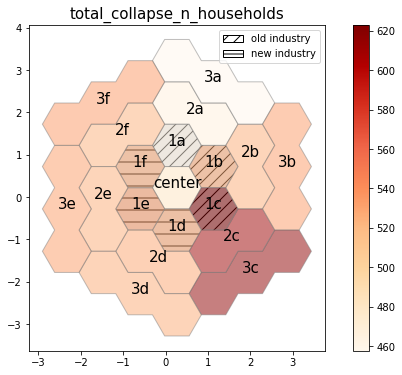 total_collapse_n_households
old industry
new industry
3a
3f
2a
2f
1a
2b
1f
1b
3b
center
2e
3e
1e
1c
1d
2c
2d
3c
3d
4
3
2
1
0
−1
−2
−3
−3
−2
−1
0
1
2
3
620
600
580
560
540
520
500
480
460